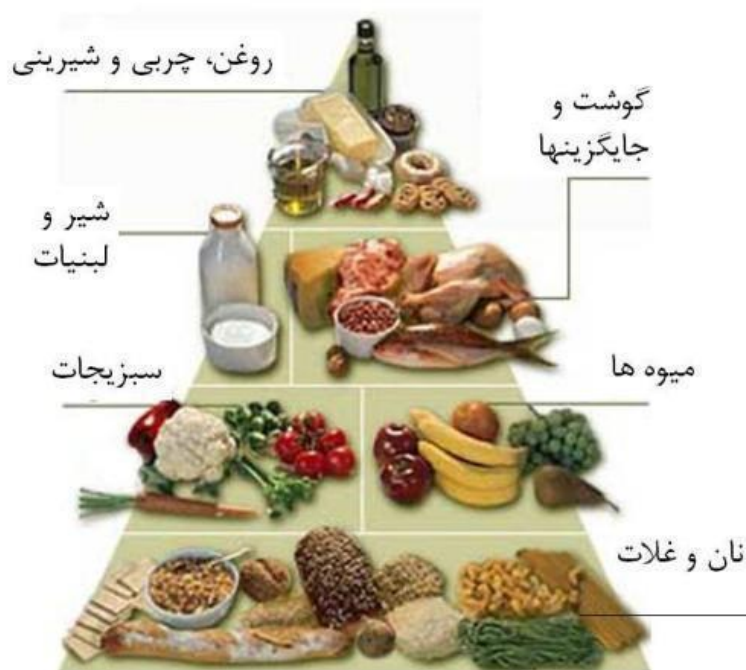 روغن، چربی و شیرینی
گوشت و
جایگزینها
شیر و
لبنیات
سبزیجات
میوه ها
نان و غلات